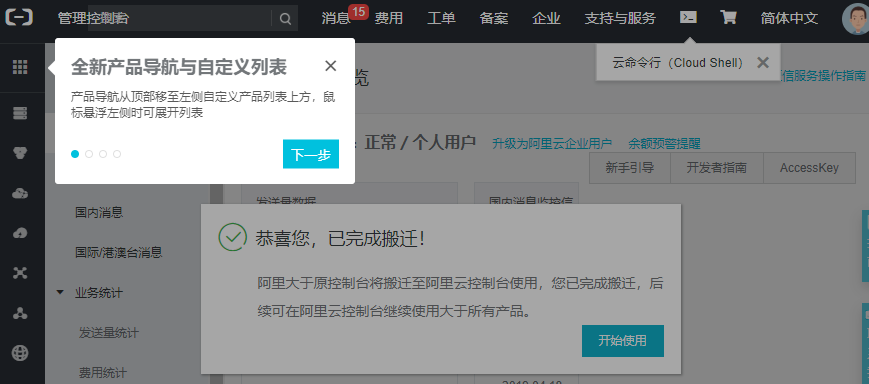 管理控制台
搜索
消息 15 费用 工单 备案 企业 支持与服务 简体中文
云命令行（Cloud Shell）
览
信服务操作指南
全新产品导航与自定义列表
产品导航从顶部移至左侧自定义产品列表上方，鼠
标悬浮左侧时可展开列表
下一步
正常 / 个人用户 升级为阿里云企业用户 余额预警提醒
新手引导 开发者指南 AccessKey
发送量数据 国内消息监控信
国内消息
国际/港澳台消息
业务统计
发送量统计
费用统计
恭喜您，已完成搬迁！
阿里大于原控制台将搬迁至阿里云控制台使用，您已完成搬迁，后
续可在阿里云控制台继续使用大于所有产品。
开始使用